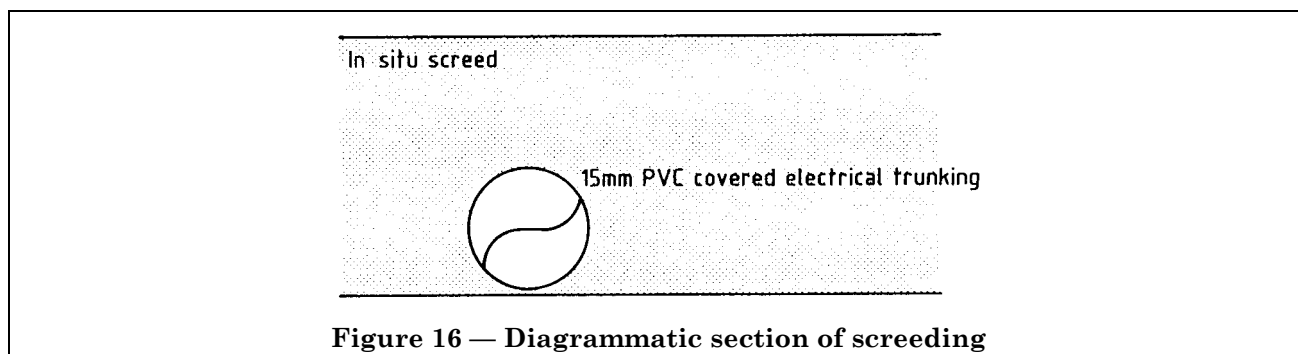 In situ screed
15mm PVC covered electrical trunking
Figure 16 — Diagrammatic section of screeding